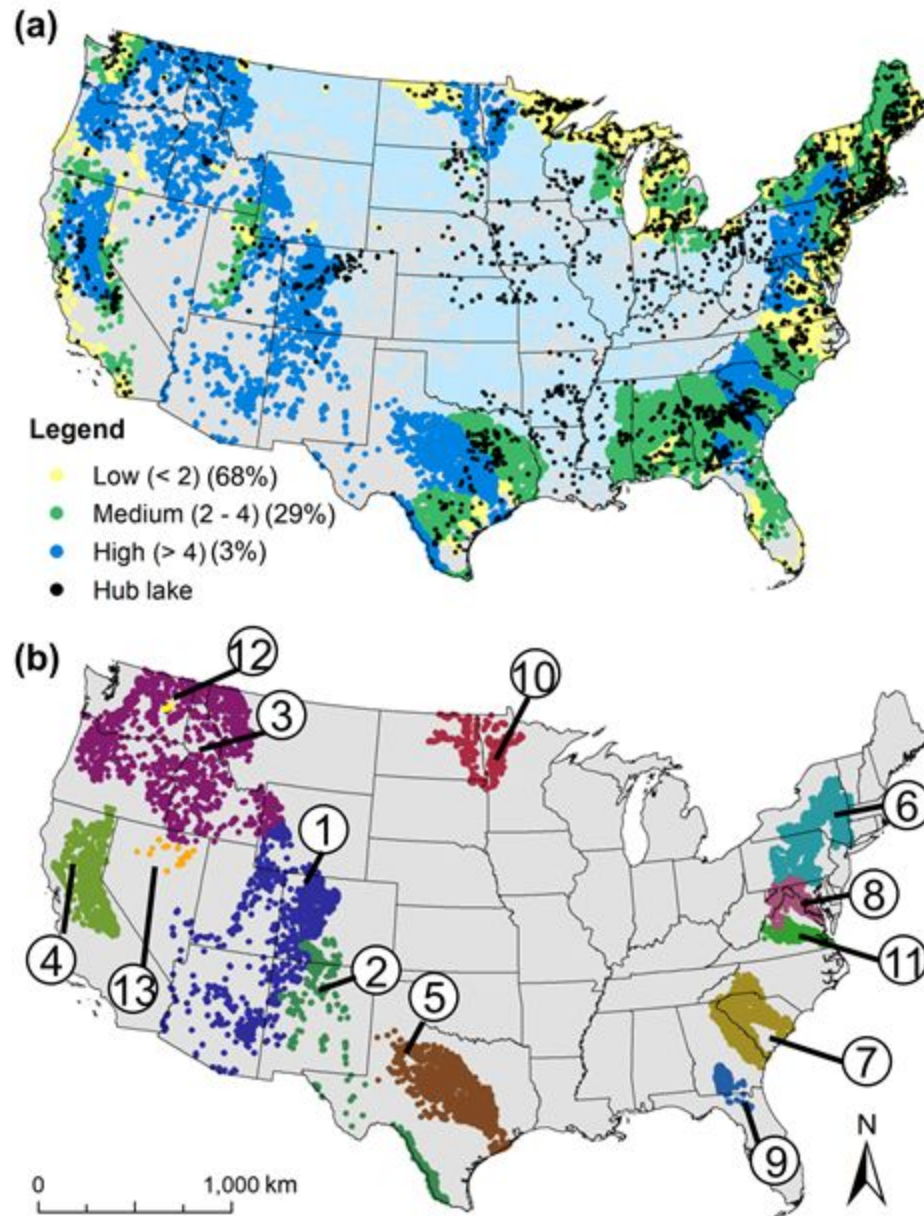 (a)
Legend
Low (< 2) (68%)
Medium (2 - 4) (29%)
High (> 4) (3%)
Hub lake
(b)
12
3
10
1
6
8
4
13
2
5
11
7
9
N
0 1,000 km